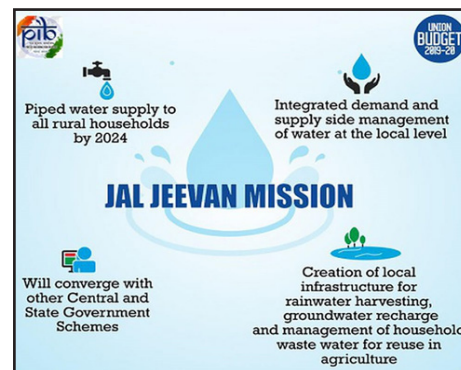 pib
UNION
BUDGET
2019-20
Piped water supply to
all rural households
by 2024
Integrated demand and
supply side management
of water at the local level
JAL JEEVAN MISSION
Will converge with
other Central and
State Government
Schemes
Creation of local
infrastructure for
rainwater harvesting,
groundwater recharge
and management of household
waste water for reuse in
agriculture